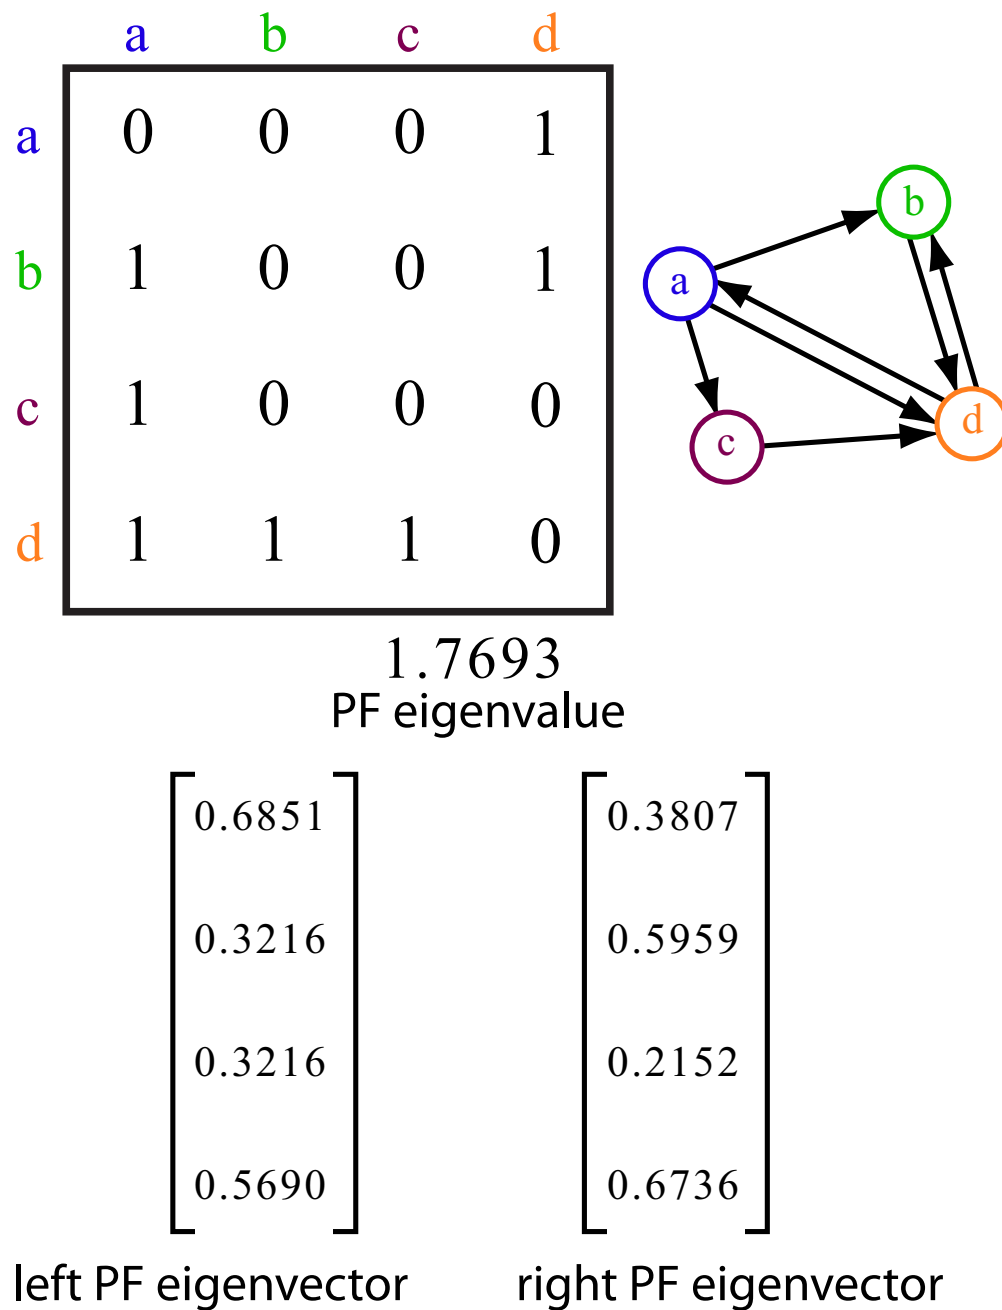 a b c d
a 0 0 0 1
b 1 0 0 1
c 1 0 0 0
d 1 1 1 0
b
a
d
c
1.7693
PF eigenvalue
0.6851
0.3216
0.3216
0.5690
left PF eigenvector
0.3807
0.5959
0.2152
0.6736
right PF eigenvector